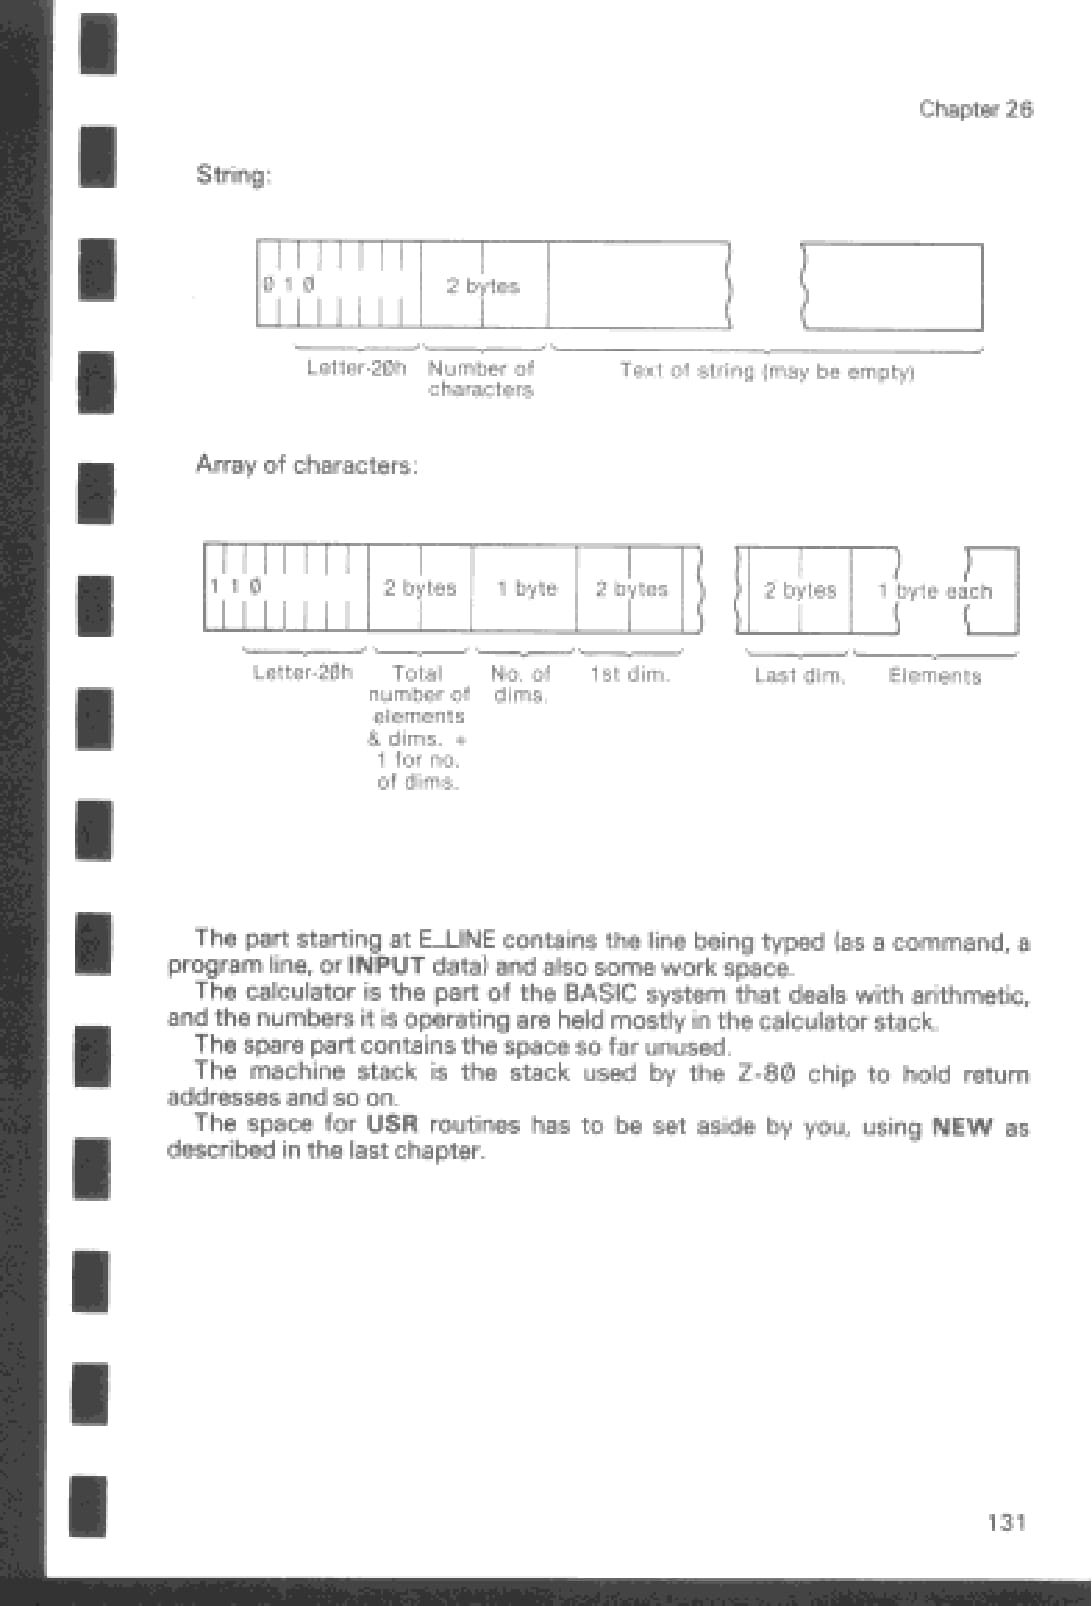 Chapter 26
String:
0 1 0
2 bytes
Letter-20h
Number of
characters
Text of string (may be empty)
Array of characters:
1 1 0
2 bytes
1 byte
2 bytes
2 bytes
1 byte each
Letter-20h
Total
number of
elements
& dims. +
1 for no.
of dims.
No. of
dims.
1st dim.
Last dim.
Elements
The part starting at E_LINE contains the line being typed (as a command, a
program line, or INPUT data) and also some work space.
The calculator is the part of the BASIC system that deals with arithmetic,
and the numbers it is operating are held mostly in the calculator stack.
The spare part contains the space so far unused.
The machine stack is the stack used by the Z-80 chip to hold return
addresses and so on.
The space for USR routines has to be set aside by you, using NEW as
described in the last chapter.
131